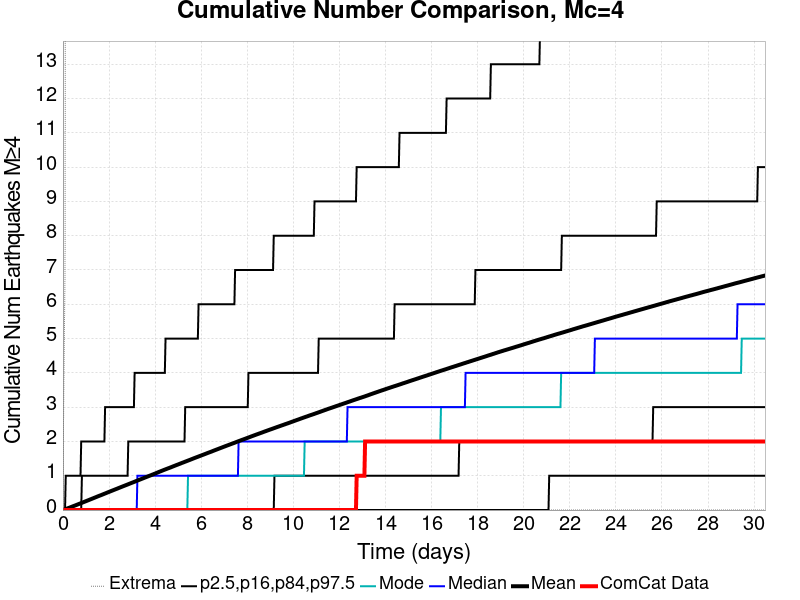 Cumulative Number Comparison, Mc=4
Cumulative Num Earthquakes M≥4
13
12
11
10
9
8
7
6
5
4
3
2
1
0
0 2 4 6 8 10 12 14 16 18 20 22 24 26 28 30
Time (days)
Extrema p2.5,p16,p84,p97.5 Mode Median Mean ComCat Data